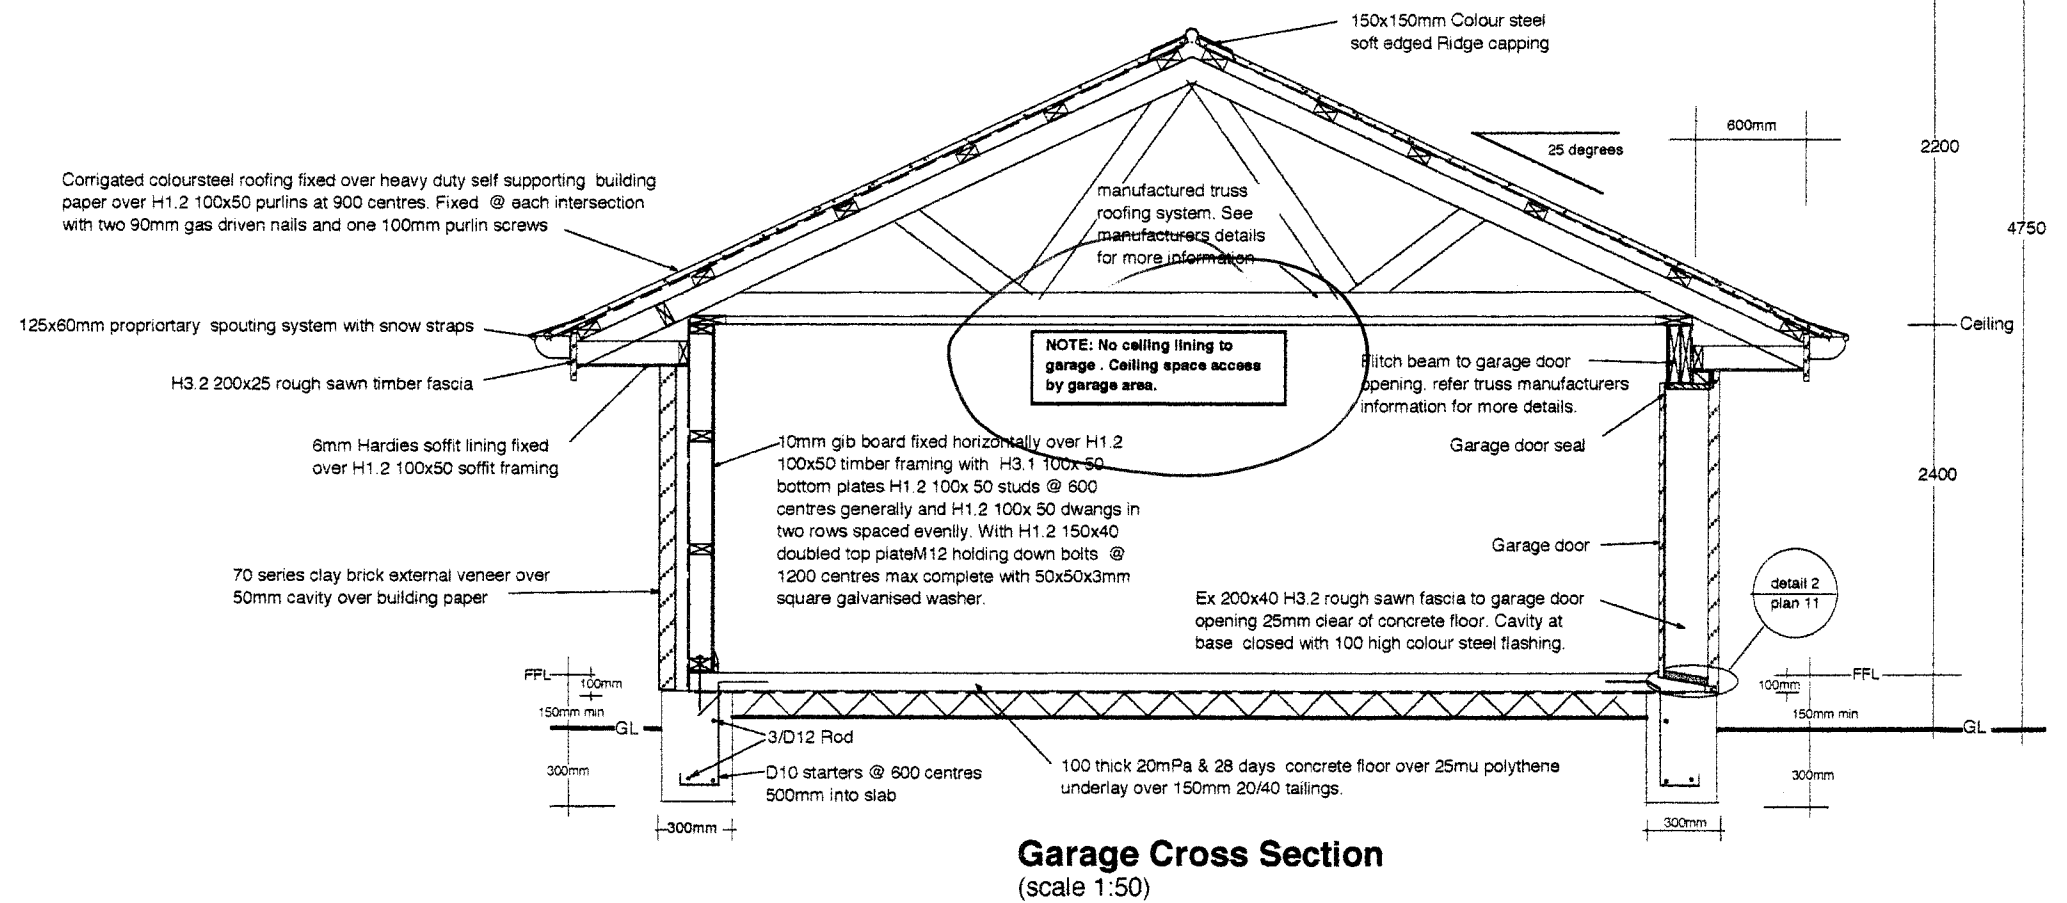 150x150mm Colour steel
soft edged Ridge capping
600mm
25 degrees
2200
4750
Corrigated coloursteel roofing fixed over heavy duty self supporting building
paper over H1.2 100x50 purlins at 900 centres. Fixed @ each intersection
with two 90mm gas driven nails and one 100mm purlin screws
manufactured truss
roofing system. See
manufacturers details
for more information
125x60mm propriortary spouting system with snow straps
Ceiling
NOTE: No ceiling lining to
garage . Ceiling space access
by garage area.
H3.2 200x25 rough sawn timber fascia
Flitch beam to garage door
opening. refer truss manufacturers
information for more details.
6mm Hardies soffit lining fixed
over H1.2 100x50 soffit framing
Garage door seal
10mm gib board fixed horizontally over H1.2
100x50 timber framing with H3.1 100x 50
bottom plates H1.2 100x 50 studs @ 600
centres generally and H1.2 100x 50 dwangs in
two rows spaced evenlly. With H1.2 150x40
doubled top plateM12 holding down bolts @
1200 centres max complete with 50x50x3mm
square galvanised washer.
2400
Garage door
70 series clay brick external veneer over
50mm cavity over building paper
detail 2
plan 11
Ex 200x40 H3.2 rough sawn fascia to garage door
opening 25mm clear of concrete floor. Cavity at
base closed with 100 high colour steel flashing.
FFL
100mm
150mm min
GL
300mm
FFL
100mm
150mm min
GL
300mm
3/D12 Rod
D10 starters @ 600 centres
500mm into slab
100 thick 20mPa & 28 days concrete floor over 25mu polythene
underlay over 150mm 20/40 tailings.
300mm
300mm
Garage Cross Section
(scale 1:50)